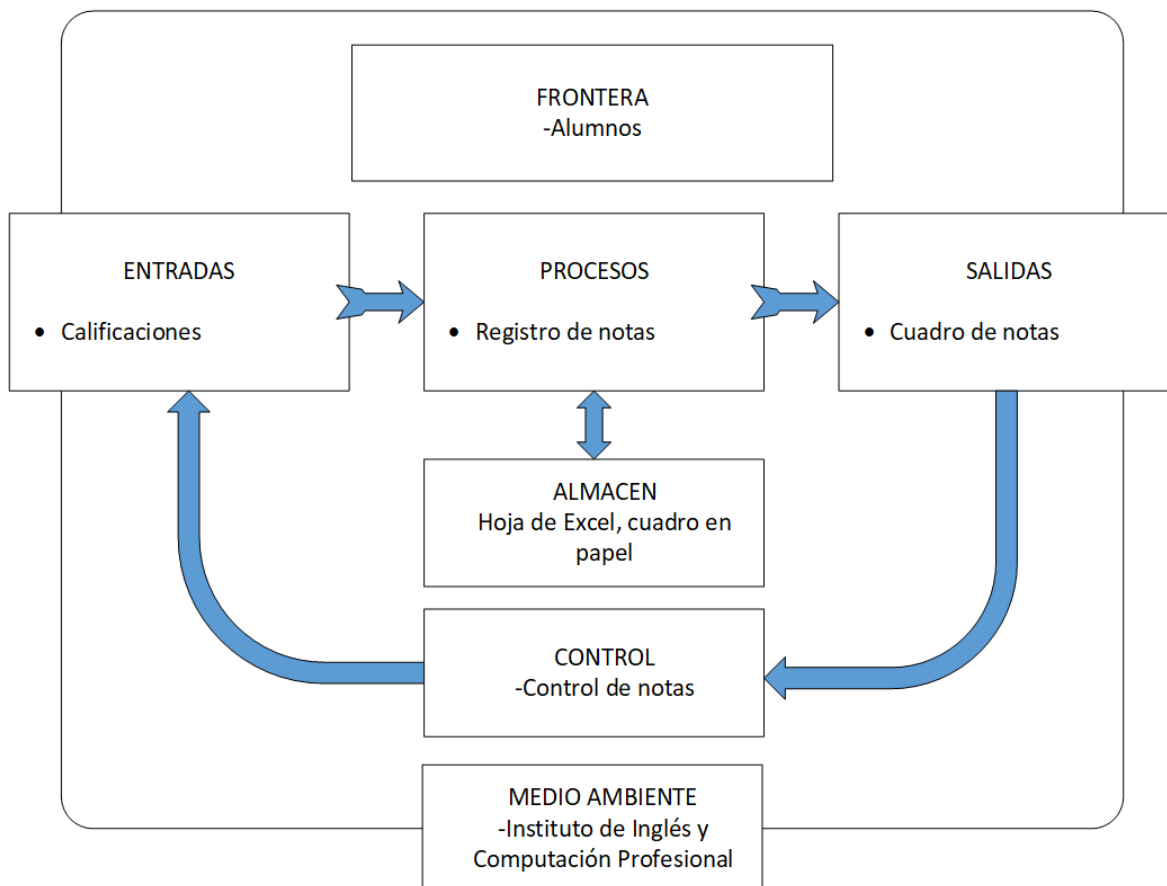 FRONTERA
-Alumnos
ENTRADAS
• Calificaciones
PROCESOS
• Registro de notas
SALIDAS
• Cuadro de notas
ALMACEN
Hoja de Excel, cuadro en
papel
CONTROL
-Control de notas
MEDIO AMBIENTE
-Instituto de Inglés y
Computación Profesional